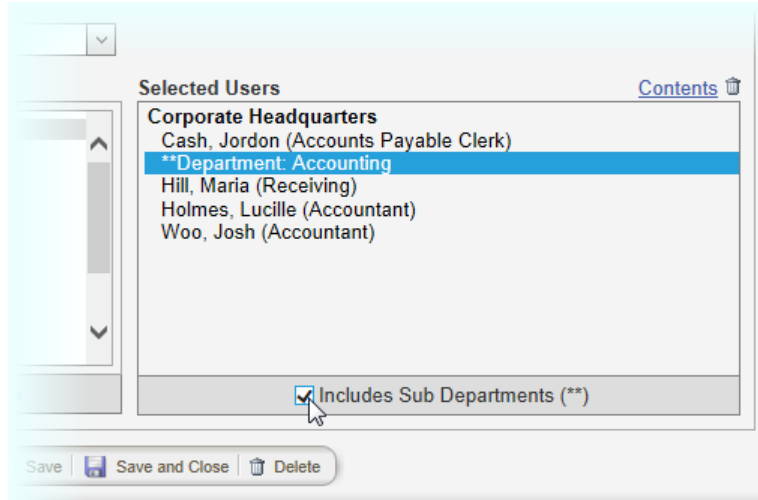 Selected Users Contents
Corporate Headquarters
Cash, Jordon (Accounts Payable Clerk)
**Department: Accounting
Hill, Maria (Receiving)
Holmes, Lucille (Accountant)
Woo, Josh (Accountant)
Includes Sub Departments (**)
Save Save and Close Delete